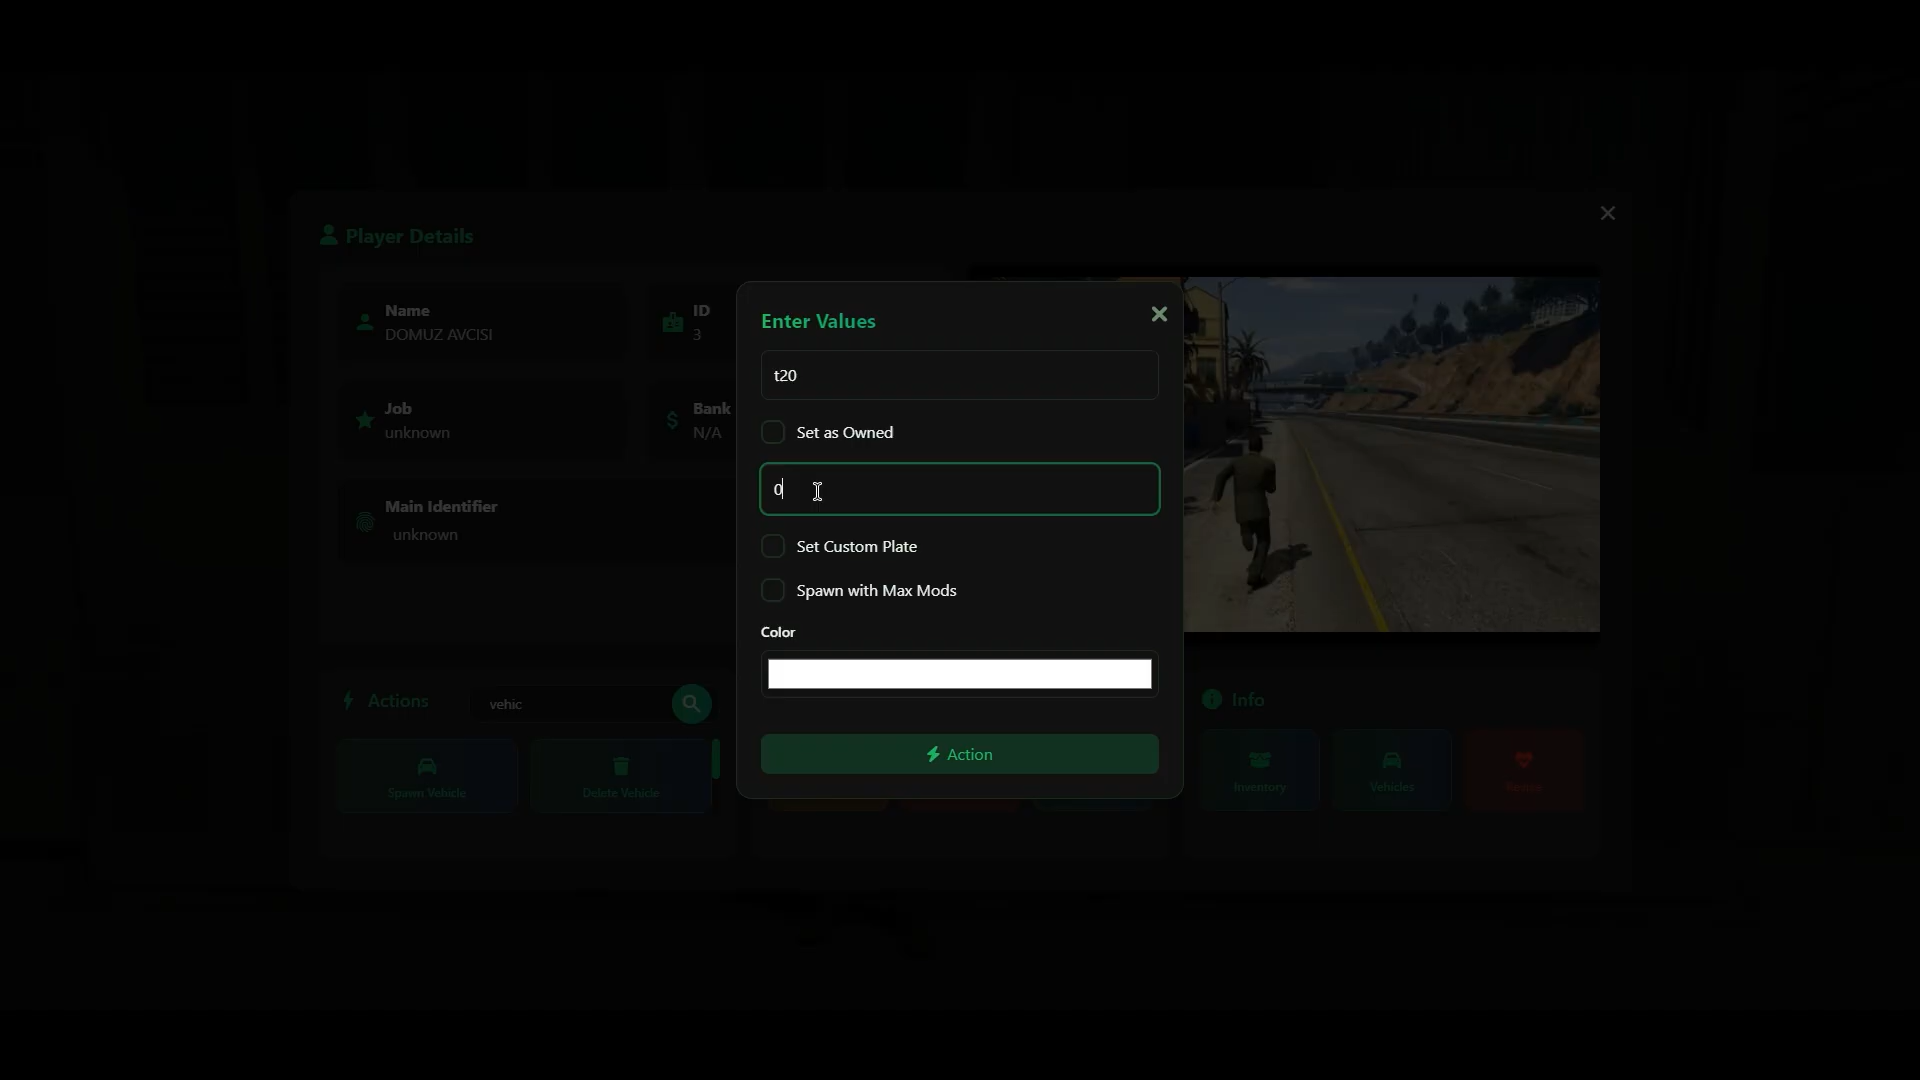 Player Details
Name
DOMUZ AVCISI
ID
3
Job
unknown
Bank
N/A
Main Identifier
unknown
Enter Values
t20
Set as Owned
0
Set Custom Plate
Spawn with Max Mods
Color
Action
Actions
vehic
Spawn Vehicle
Delete Vehicle
Info
Inventory
Vehicles
Revive